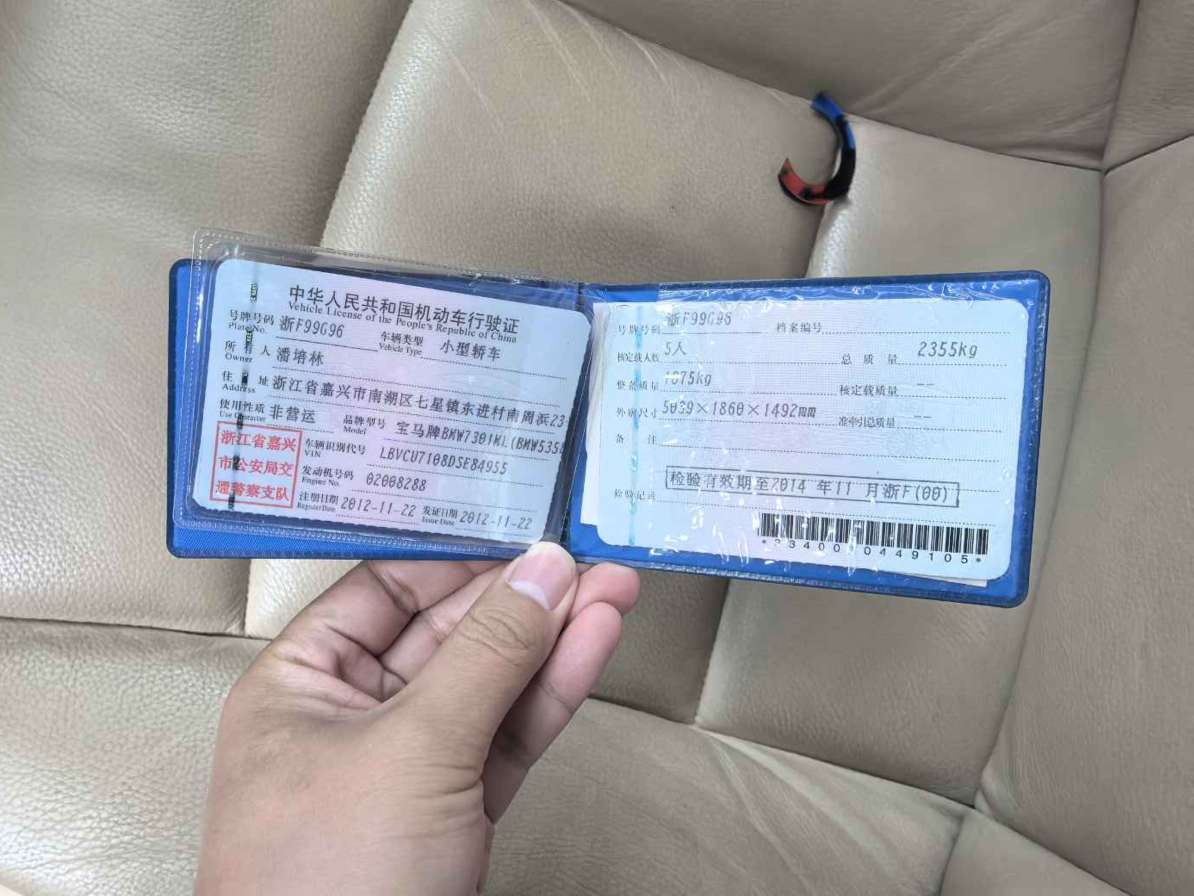 中华人民共和国机动车行驶证
Vehicle License of the People's Republic of China
号牌号码 浙F99G96 车辆类型 小型轿车
Plate No. Vehicle Type
所有人 潘培林
Owner
住址 浙江省嘉兴市南湖区七星镇东进村南周浜23
Address
使用性质 非营运 品牌型号 宝马牌BMW7301ML(BMW535
Use Character Model
浙江省嘉兴
市公安局交
通警察支队
车辆识别代号 LBVCU7108DSE84955
VIN
发动机号码 02008288
Engine No.
注册日期 2012-11-22 发证日期 2012-11-22
Register Date Issue Date
号牌号码 浙F99G96 档案编号
核定载人数 5人 总质量 2355kg
整备质量 1875kg 核定载质量 --
外廓尺寸 5039×1860×1492mm 准牵引总质量 --
备注
检验记录 检验有效期至2014 年11 月浙F(00)